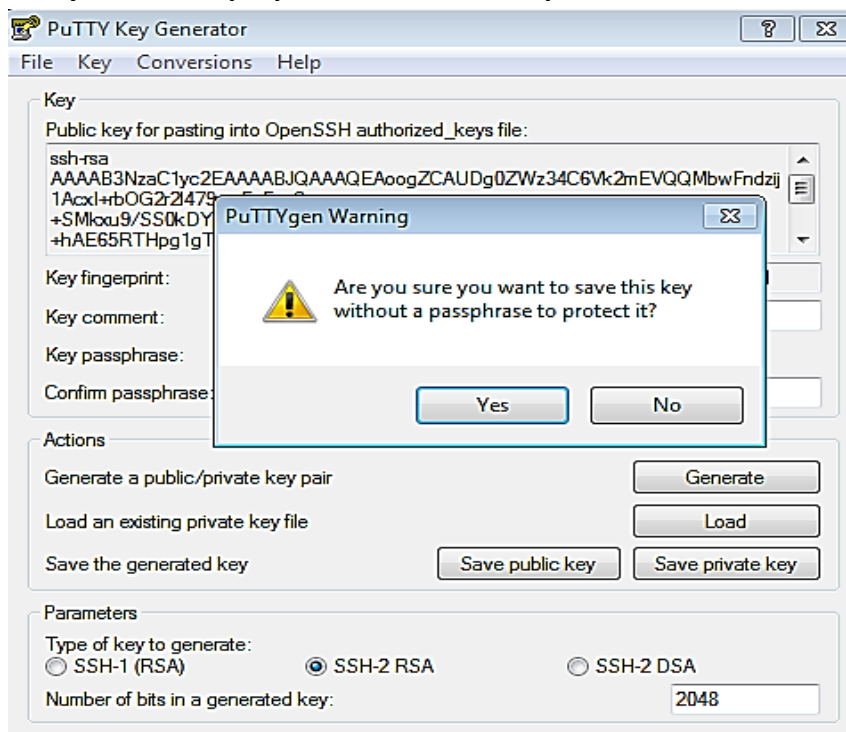 PuTTY Key Generator
File Key Conversions Help
Key
Public key for pasting into OpenSSH authorized_keys file:
ssh-rsa
AAAAB3NzaC1yc2EAAAABJQAAAQEAoogZCAUDg0ZWz34C6Vk2mEVQQMbwFndzij
+SMkxu9/SS0kDY
+hAE65RTHpg1gT
PuTTYgen Warning
Are you sure you want to save this key
without a passphrase to protect it?
Yes No
Key fingerprint:
Key comment:
Key passphrase:
Confirm passphrase:
Actions
Generate a public/private key pair Generate
Load an existing private key file Load
Save the generated key Save public key Save private key
Parameters
Type of key to generate:
SSH-1 (RSA) SSH-2 RSA SSH-2 DSA
Number of bits in a generated key: 2048